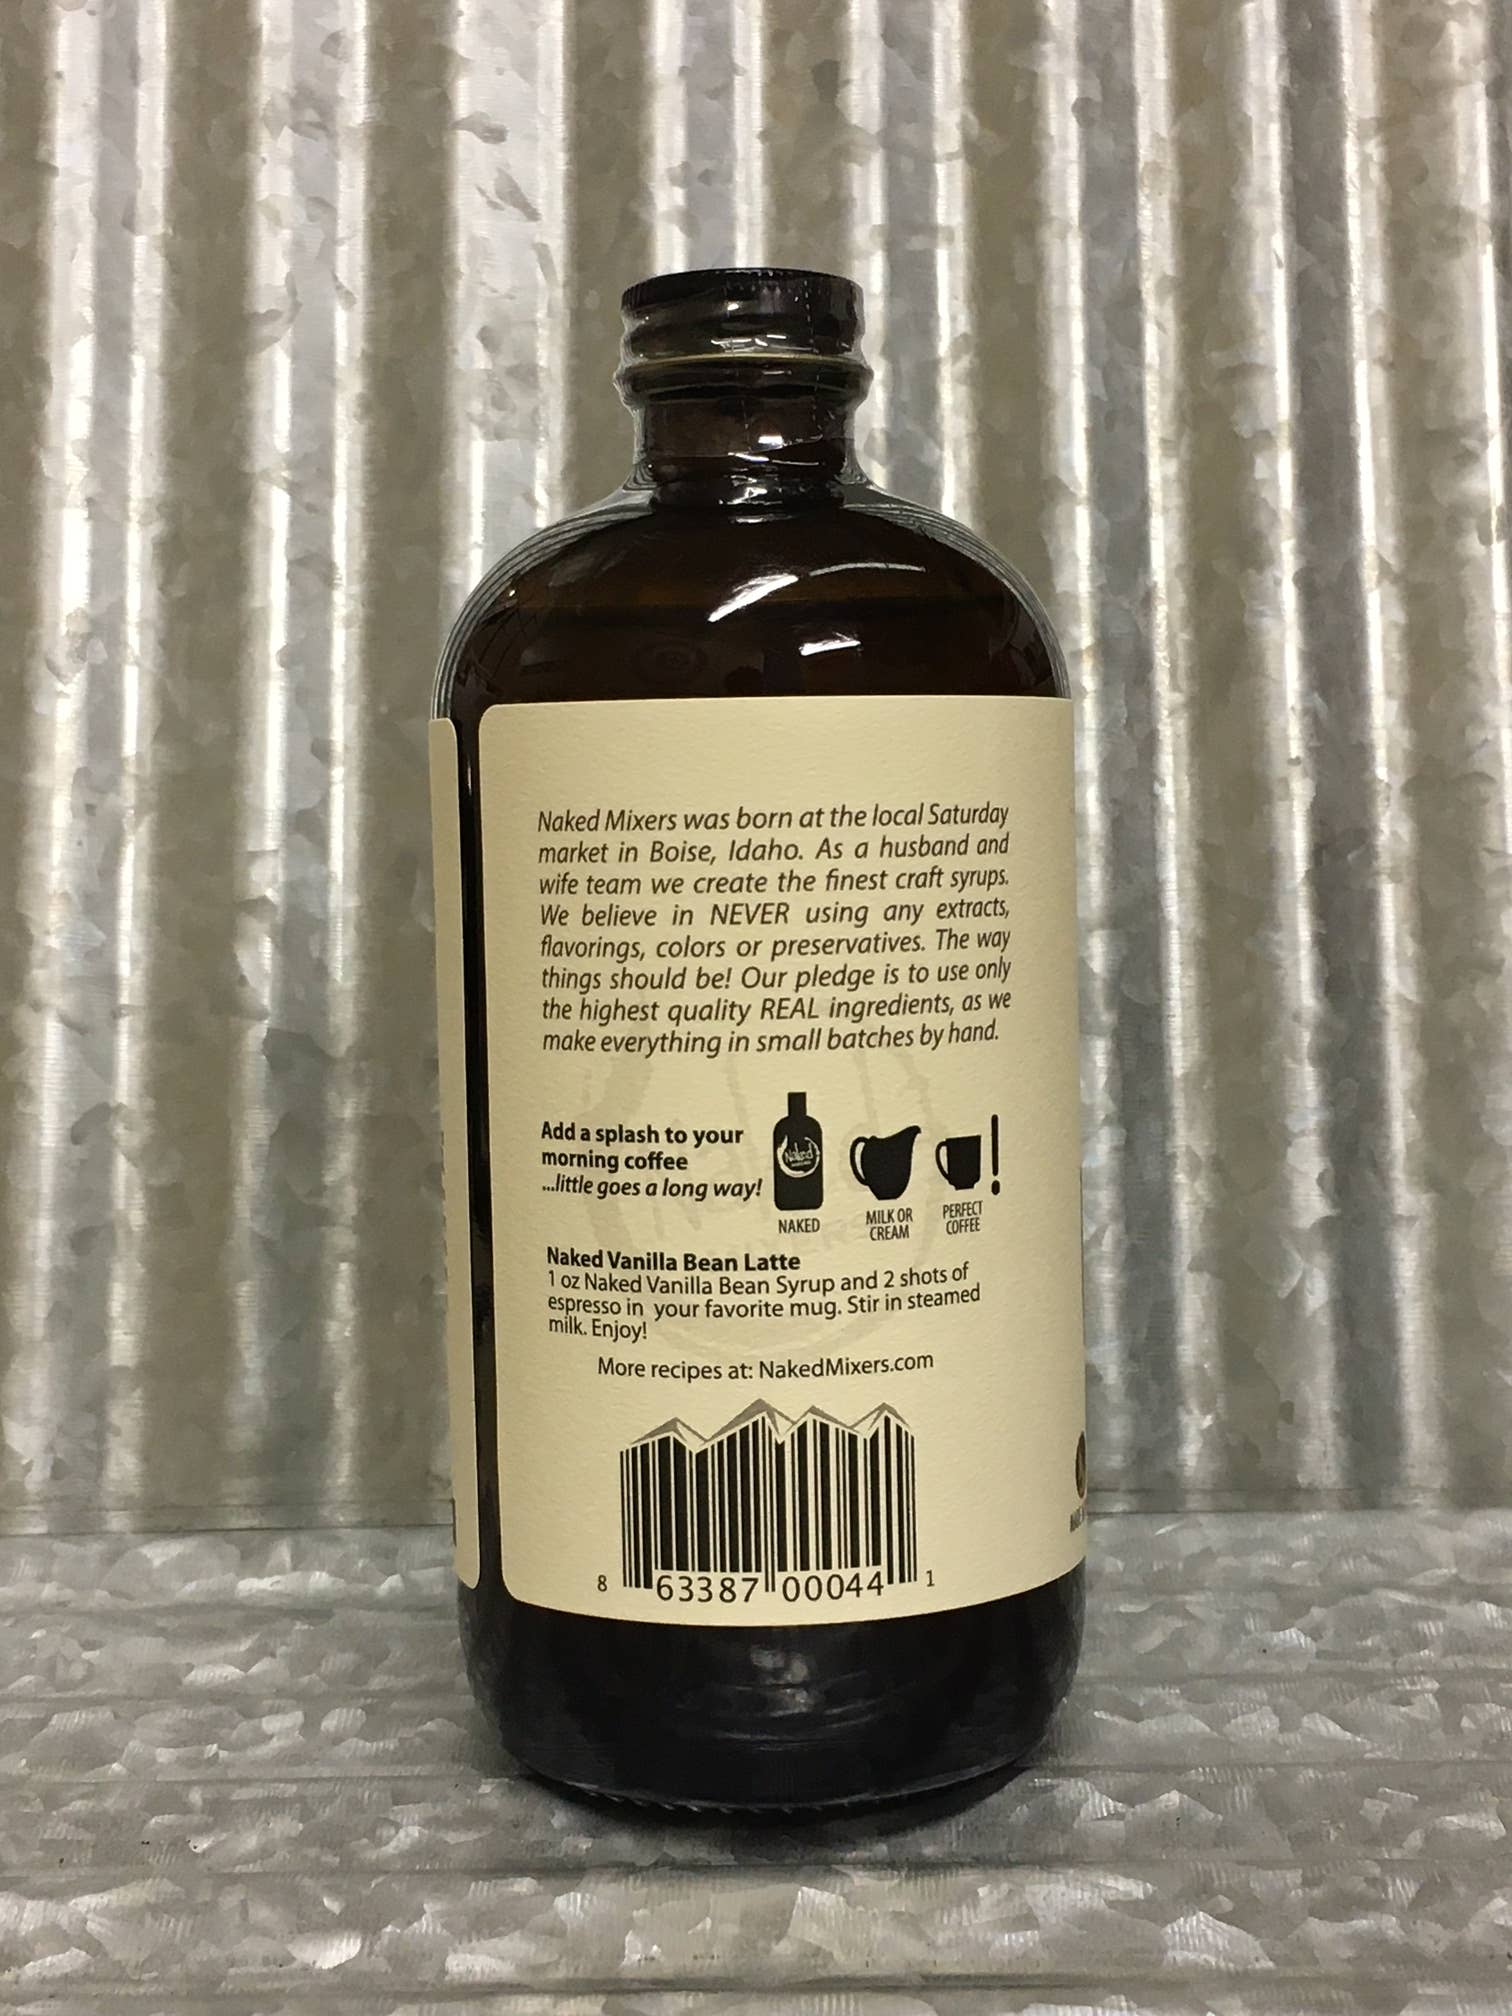 Naked Mixers was born at the local Saturday
market in Boise, Idaho. As a husband and
wife team we create the finest craft syrups.
We believe in NEVER using any extracts,
flavorings, colors or preservatives. The way
things should be! Our pledge is to use only
the highest quality REAL ingredients, as we
make everything in small batches by hand.
Add a splash to your
morning coffee
...little goes a long way!
Naked
NAKED
MILK OR
CREAM
PERFECT
COFFEE
!
Naked Vanilla Bean Latte
1 oz Naked Vanilla Bean Syrup and 2 shots of
espresso in your favorite mug. Stir in steamed
milk. Enjoy!
More recipes at: NakedMixers.com
8 63387 00044 1